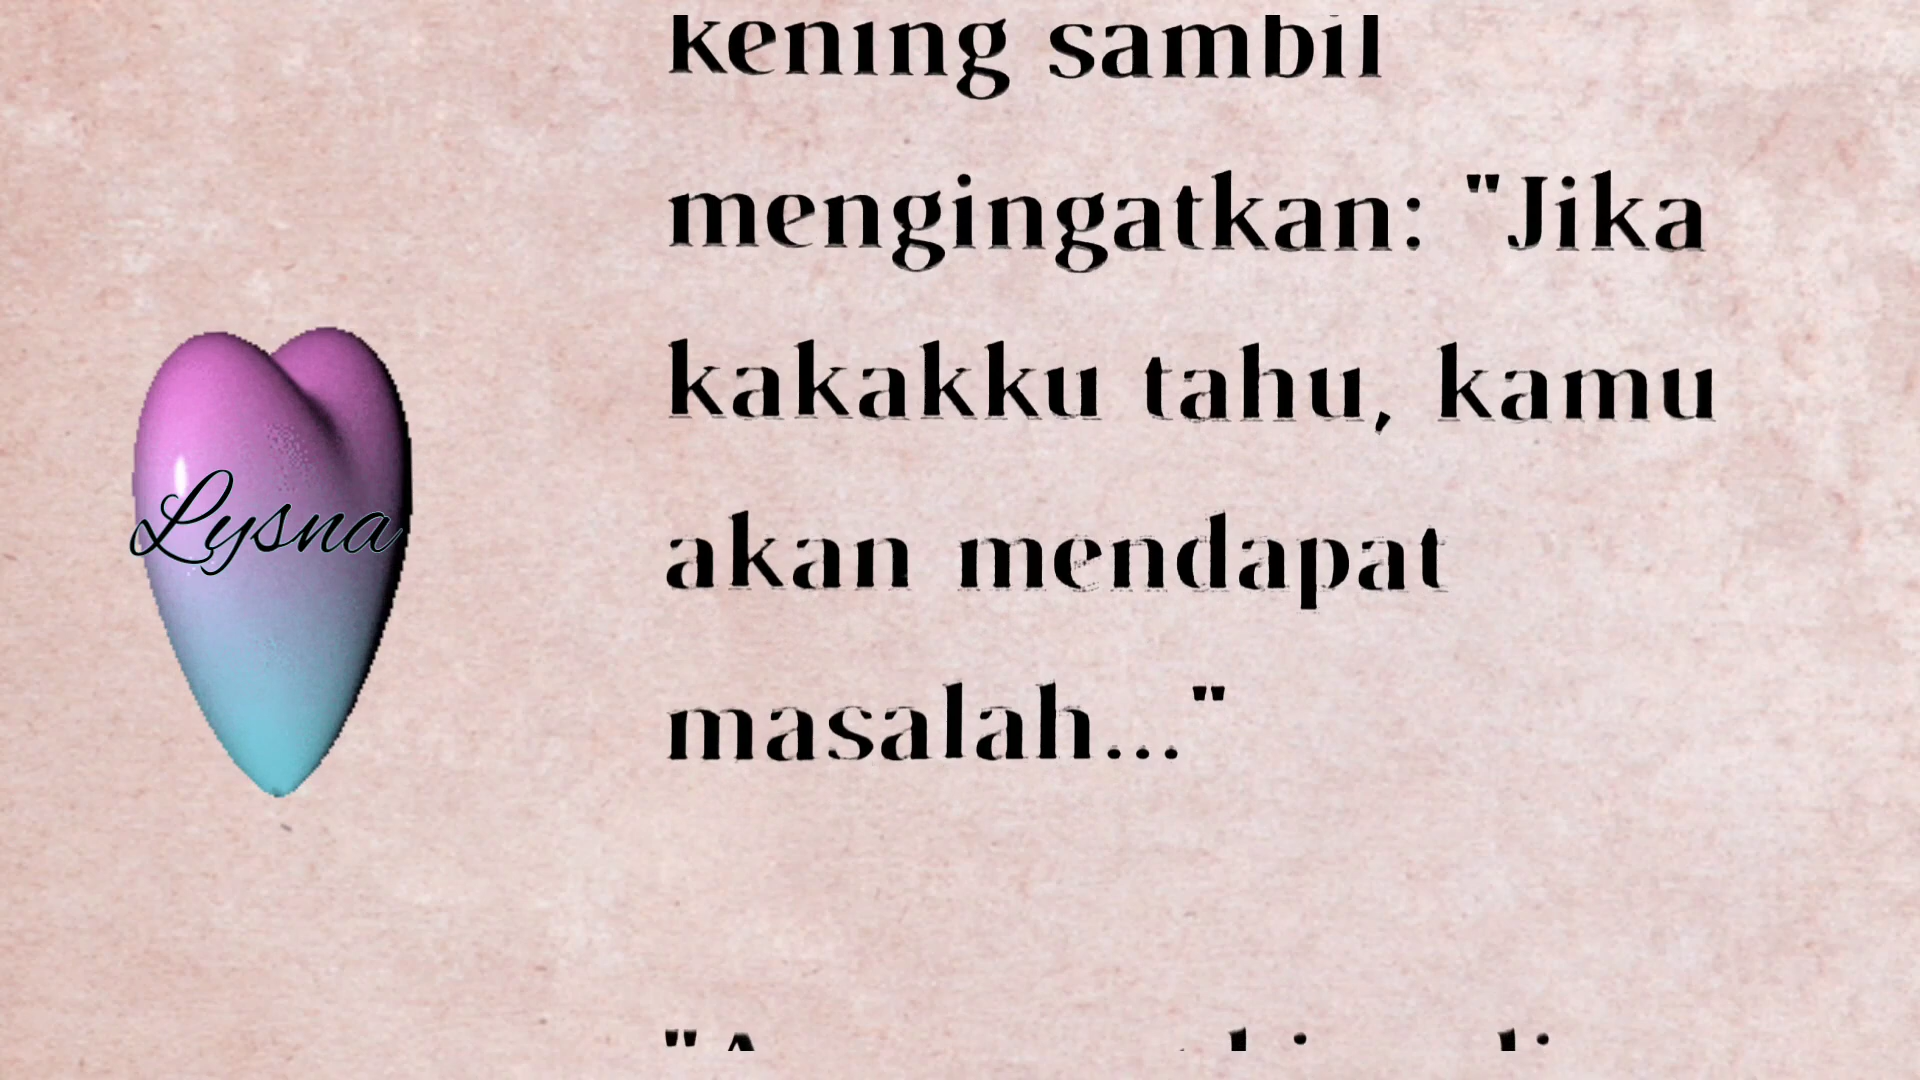 kening sambil
mengingatkan: "Jika
kakakku tahu, kamu
akan mendapat
masalah..."
Lysna